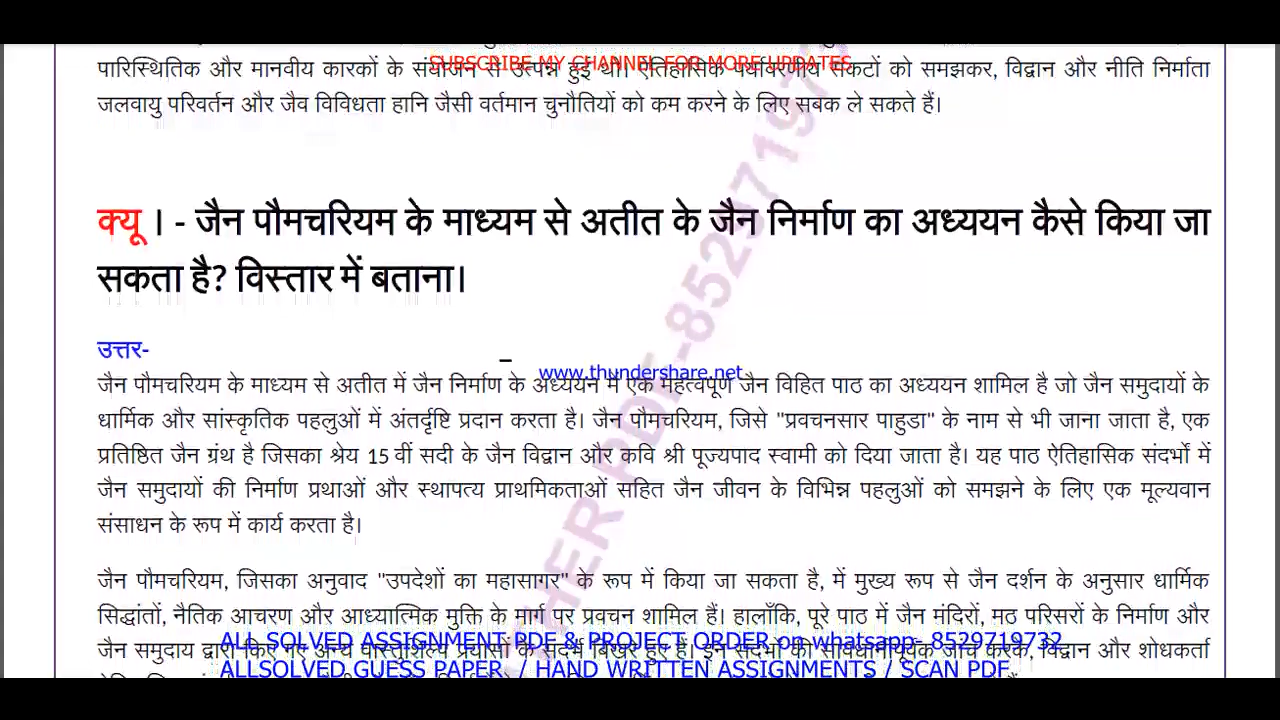 SUBSCRIBE MY CHANNEL FOR MORE UPDATES
पारिस्थितिक और मानवीय कारकों के संयोजन से उत्पन्न हुई थी। ऐतिहासिक पर्यावरणीय संकटों को समझकर, विद्वान और नीति निर्माता
जलवायु परिवर्तन और जैव विविधता हानि जैसी वर्तमान चुनौतियों को कम करने के लिए सबक ले सकते हैं।
क्यू । - जैन पौमचरियम के माध्यम से अतीत के जैन निर्माण का अध्ययन कैसे किया जा
सकता है? विस्तार में बताना।
उत्तर-
www.thundershare.net
जैन पौमचरियम के माध्यम से अतीत में जैन निर्माण के अध्ययन में एक महत्वपूर्ण जैन विहित पाठ का अध्ययन शामिल है जो जैन समुदायों के
धार्मिक और सांस्कृतिक पहलुओं में अंतर्दृष्टि प्रदान करता है। जैन पौमचरियम, जिसे "प्रवचनसार पाहुडा" के नाम से भी जाना जाता है, एक
प्रतिष्ठित जैन ग्रंथ है जिसका श्रेय 15 वीं सदी के जैन विद्वान और कवि श्री पूज्यपाद स्वामी को दिया जाता है। यह पाठ ऐतिहासिक संदर्भों में
जैन समुदायों की निर्माण प्रथाओं और स्थापत्य प्राथमिकताओं सहित जैन जीवन के विभिन्न पहलुओं को समझने के लिए एक मूल्यवान
संसाधन के रूप में कार्य करता है।
जैन पौमचरियम, जिसका अनुवाद "उपदेशों का महासागर" के रूप में किया जा सकता है, में मुख्य रूप से जैन दर्शन के अनुसार धार्मिक
सिद्धांतों, नैतिक आचरण और आध्यात्मिक मुक्ति के मार्ग पर प्रवचन शामिल हैं। हालाँकि, पूरे पाठ में जैन मंदिरों, मठ परिसरों के निर्माण और
ALL SOLVED ASSIGNMENT PDF & PROJECT ORDER on whatsapp- 8529719732
जैन समुदाय द्वारा किए गए अन्य वास्तुशिल्प प्रयासों के संदर्भ बिखरे हुए हैं। इन संदर्भों की सावधानीपूर्वक जांच करके, विद्वान और शोधकर्ता
ALLSOLVED GUESS PAPER / HAND WRITTEN ASSIGNMENTS / SCAN PDF
THER PDF-852971973